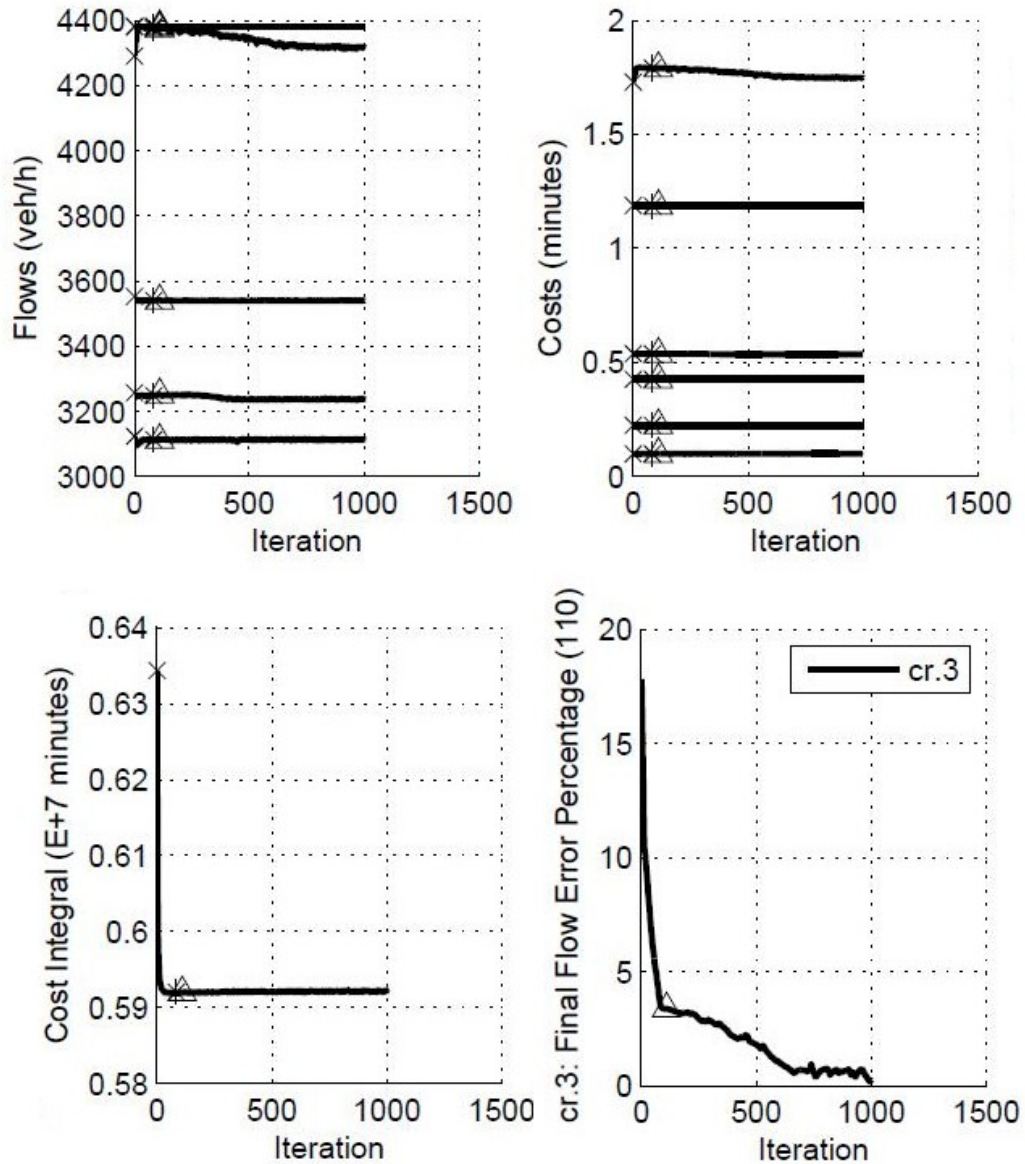 4400
4200
4000
3800
3600
3400
3200
3000
Flows (veh/h)
0 500 1000 1500
Iteration
2
1.5
1
0.5
0
Costs (minutes)
0 500 1000 1500
Iteration
0.64
0.63
0.62
0.61
0.6
0.59
0.58
Cost Integral (E+7 minutes)
0 500 1000 1500
Iteration
20
15
10
5
0
cr.3: Final Flow Error Percentage (110)
cr.3
0 500 1000 1500
Iteration